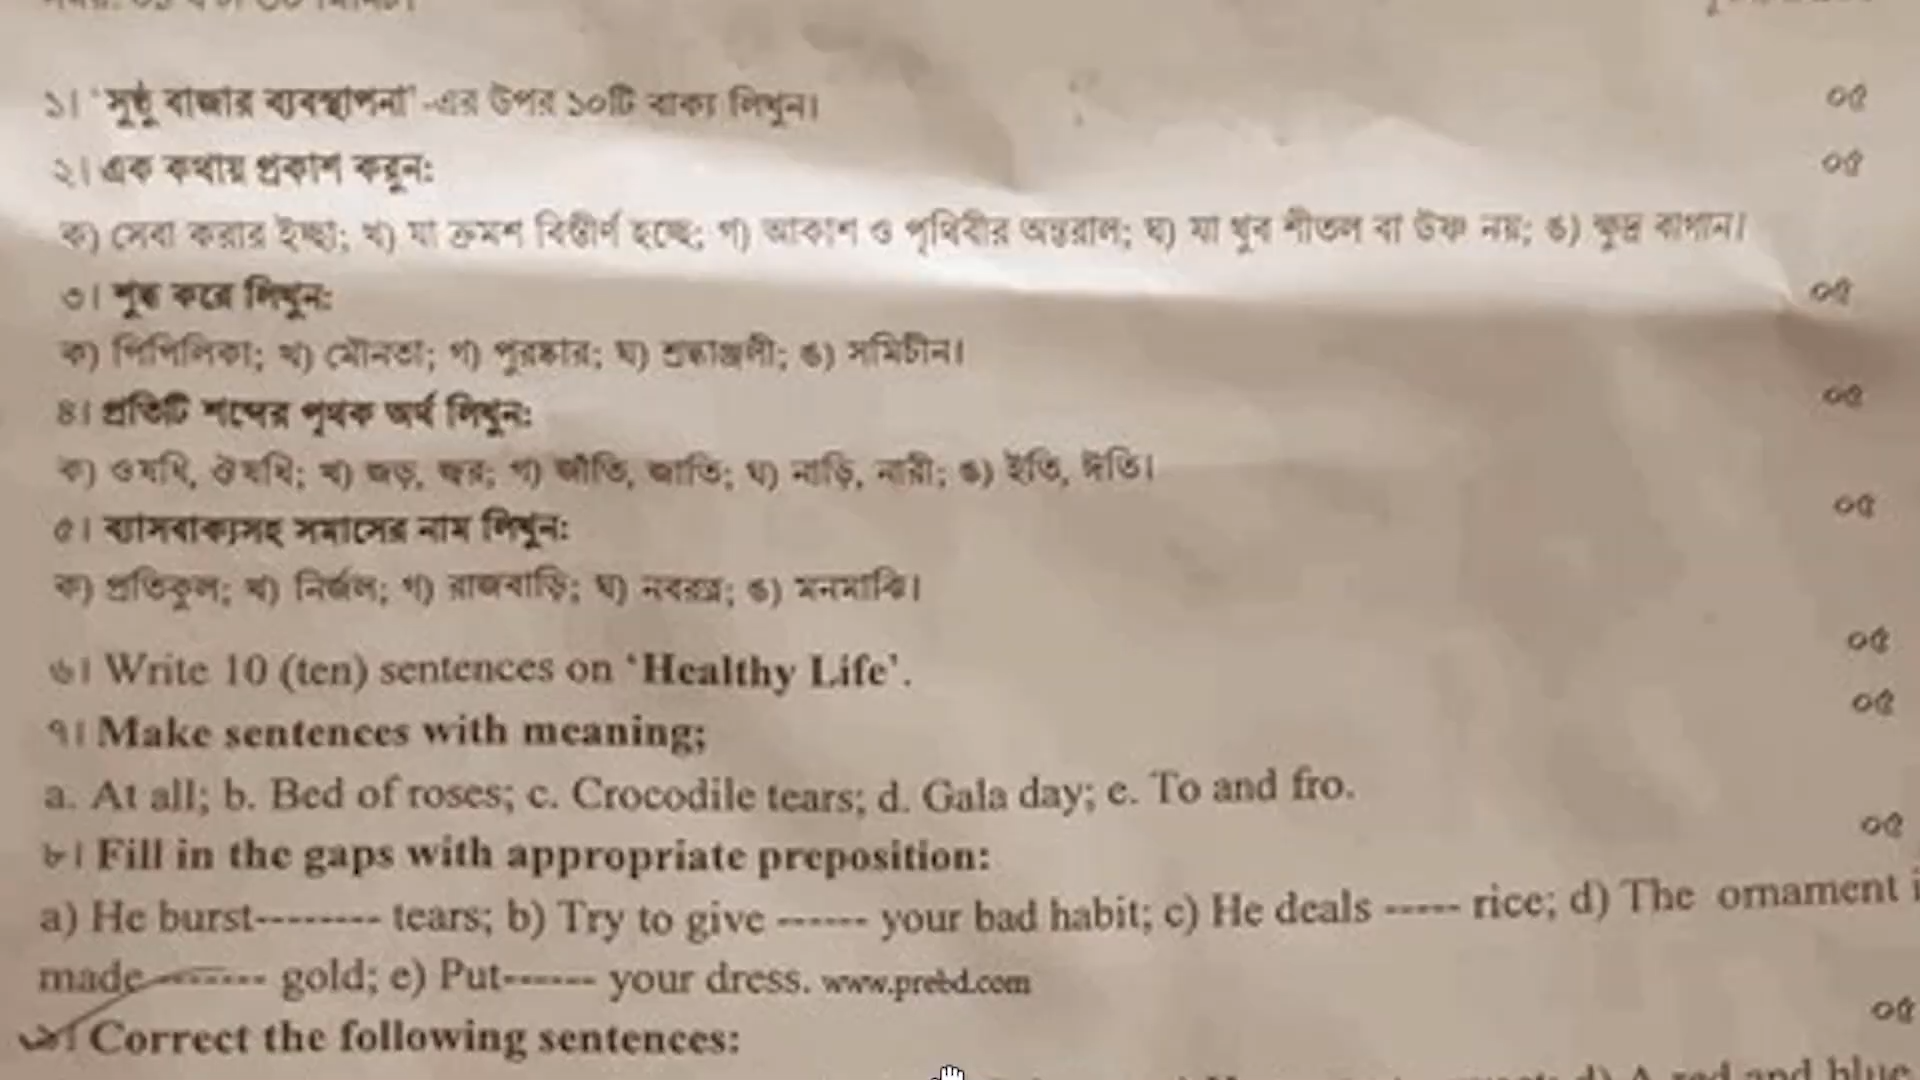 ১। 'সুষ্ঠু বাজার ব্যবস্থাপনা' -এর উপর ১০টি বাক্য লিখুন। ০৫
২। এক কথায় প্রকাশ করুন: ০৫
ক) সেবা করার ইচ্ছা; খ) যা ক্রমশ বিস্তীর্ণ হচ্ছে; গ) আকাশ ও পৃথিবীর অন্তরাল; ঘ) যা খুব শীতল বা উষ্ণ নয়; ঙ) ক্ষুদ্র বাগান।
৩। শুদ্ধ করে লিখুন: ০৫
ক) পিপিলিকা; খ) মৌনতা; গ) পুরষ্কার; ঘ) শ্রদ্ধাঞ্জলী; ঙ) সমিচীন।
৪। প্রতিটি শব্দের পৃথক অর্থ লিখুন: ০৫
ক) ওষধি, ঔষধি; খ) জড়, জ্বর; গ) জাঁতি, জাতি; ঘ) নাড়ি, নারী; ঙ) ইতি, ঈতি।
৫। ব্যাসবাক্যসহ সমাসের নাম লিখুন: ০৫
ক) প্রতিকুল; খ) নির্জল; গ) রাজবাড়ি; ঘ) নবরত্ন; ঙ) মনমাঝি।
৬। Write 10 (ten) sentences on 'Healthy Life'. ০৫
৭। Make sentences with meaning; ০৫
a. At all; b. Bed of roses; c. Crocodile tears; d. Gala day; e. To and fro.
৮। Fill in the gaps with appropriate preposition: ০৫
a) He burst-------- tears; b) Try to give ------ your bad habit; c) He deals ----- rice; d) The ornament i
made ------- gold; e) Put------ your dress. www.prebd.com
৯। Correct the following sentences: ০৫
d) A red and blue